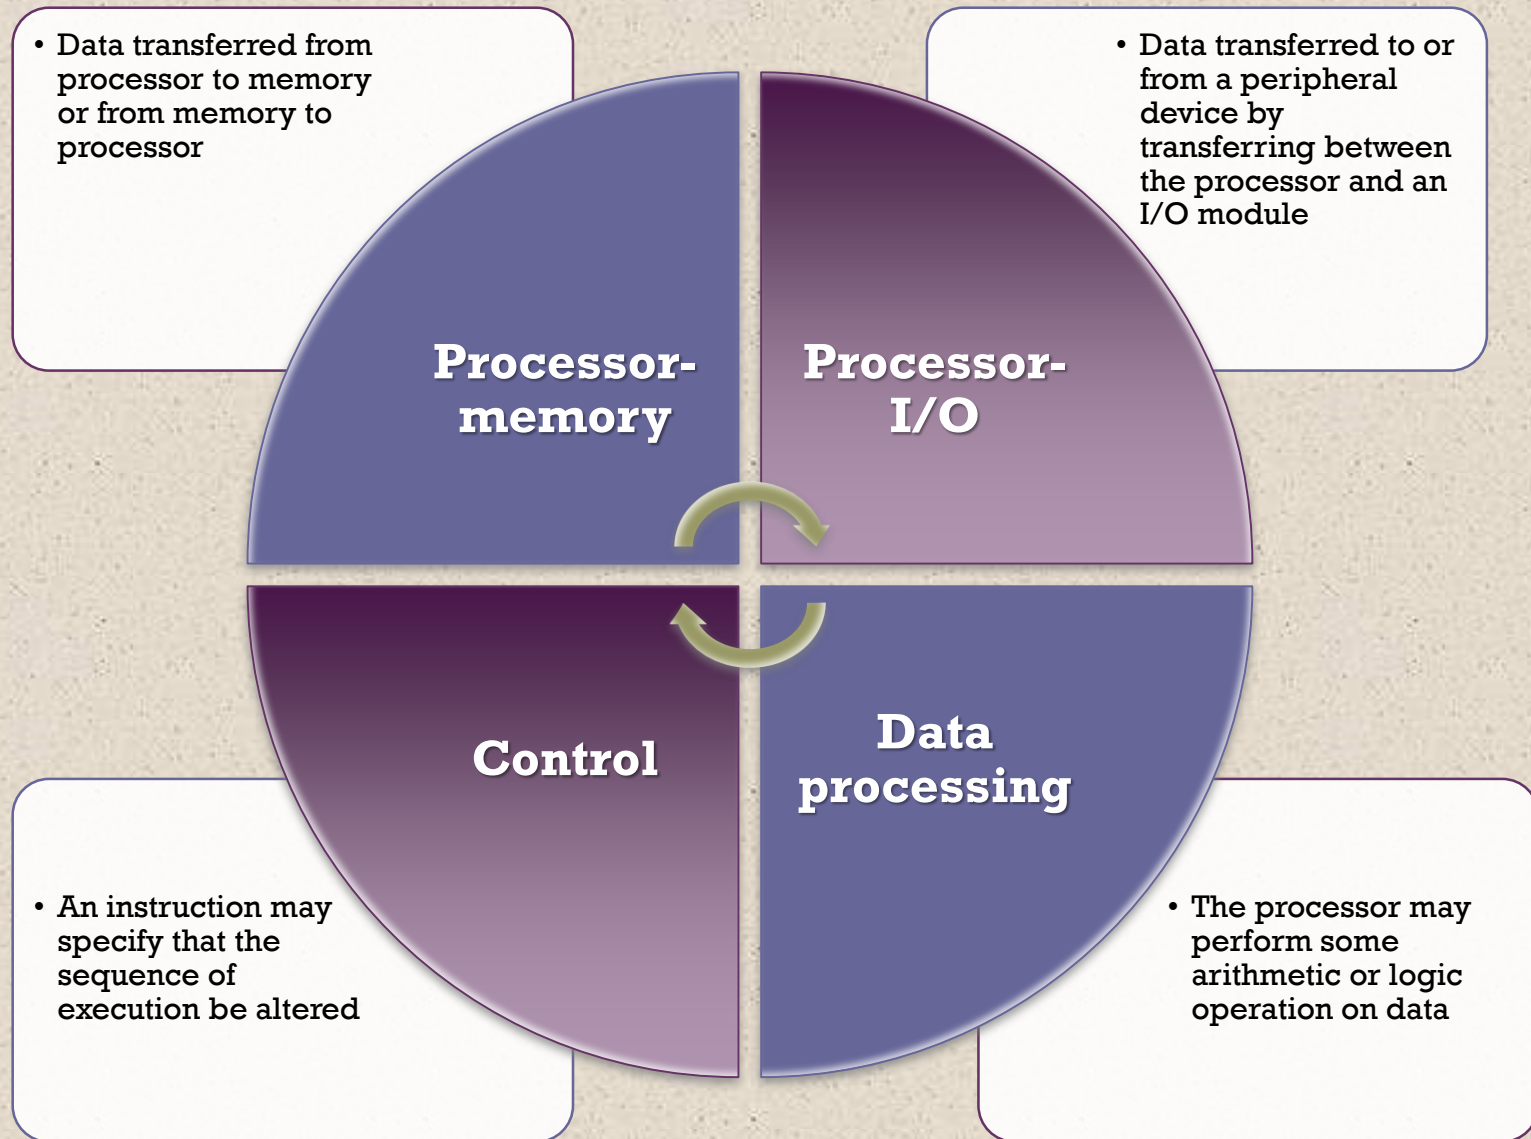 • Data transferred from
processor to memory
or from memory to
processor
• Data transferred to or
from a peripheral
device by
transferring between
the processor and an
I/O module
Processor-
memory
Processor-
I/O
Control
Data
processing
• An instruction may
specify that the
sequence of
execution be altered
• The processor may
perform some
arithmetic or logic
operation on data